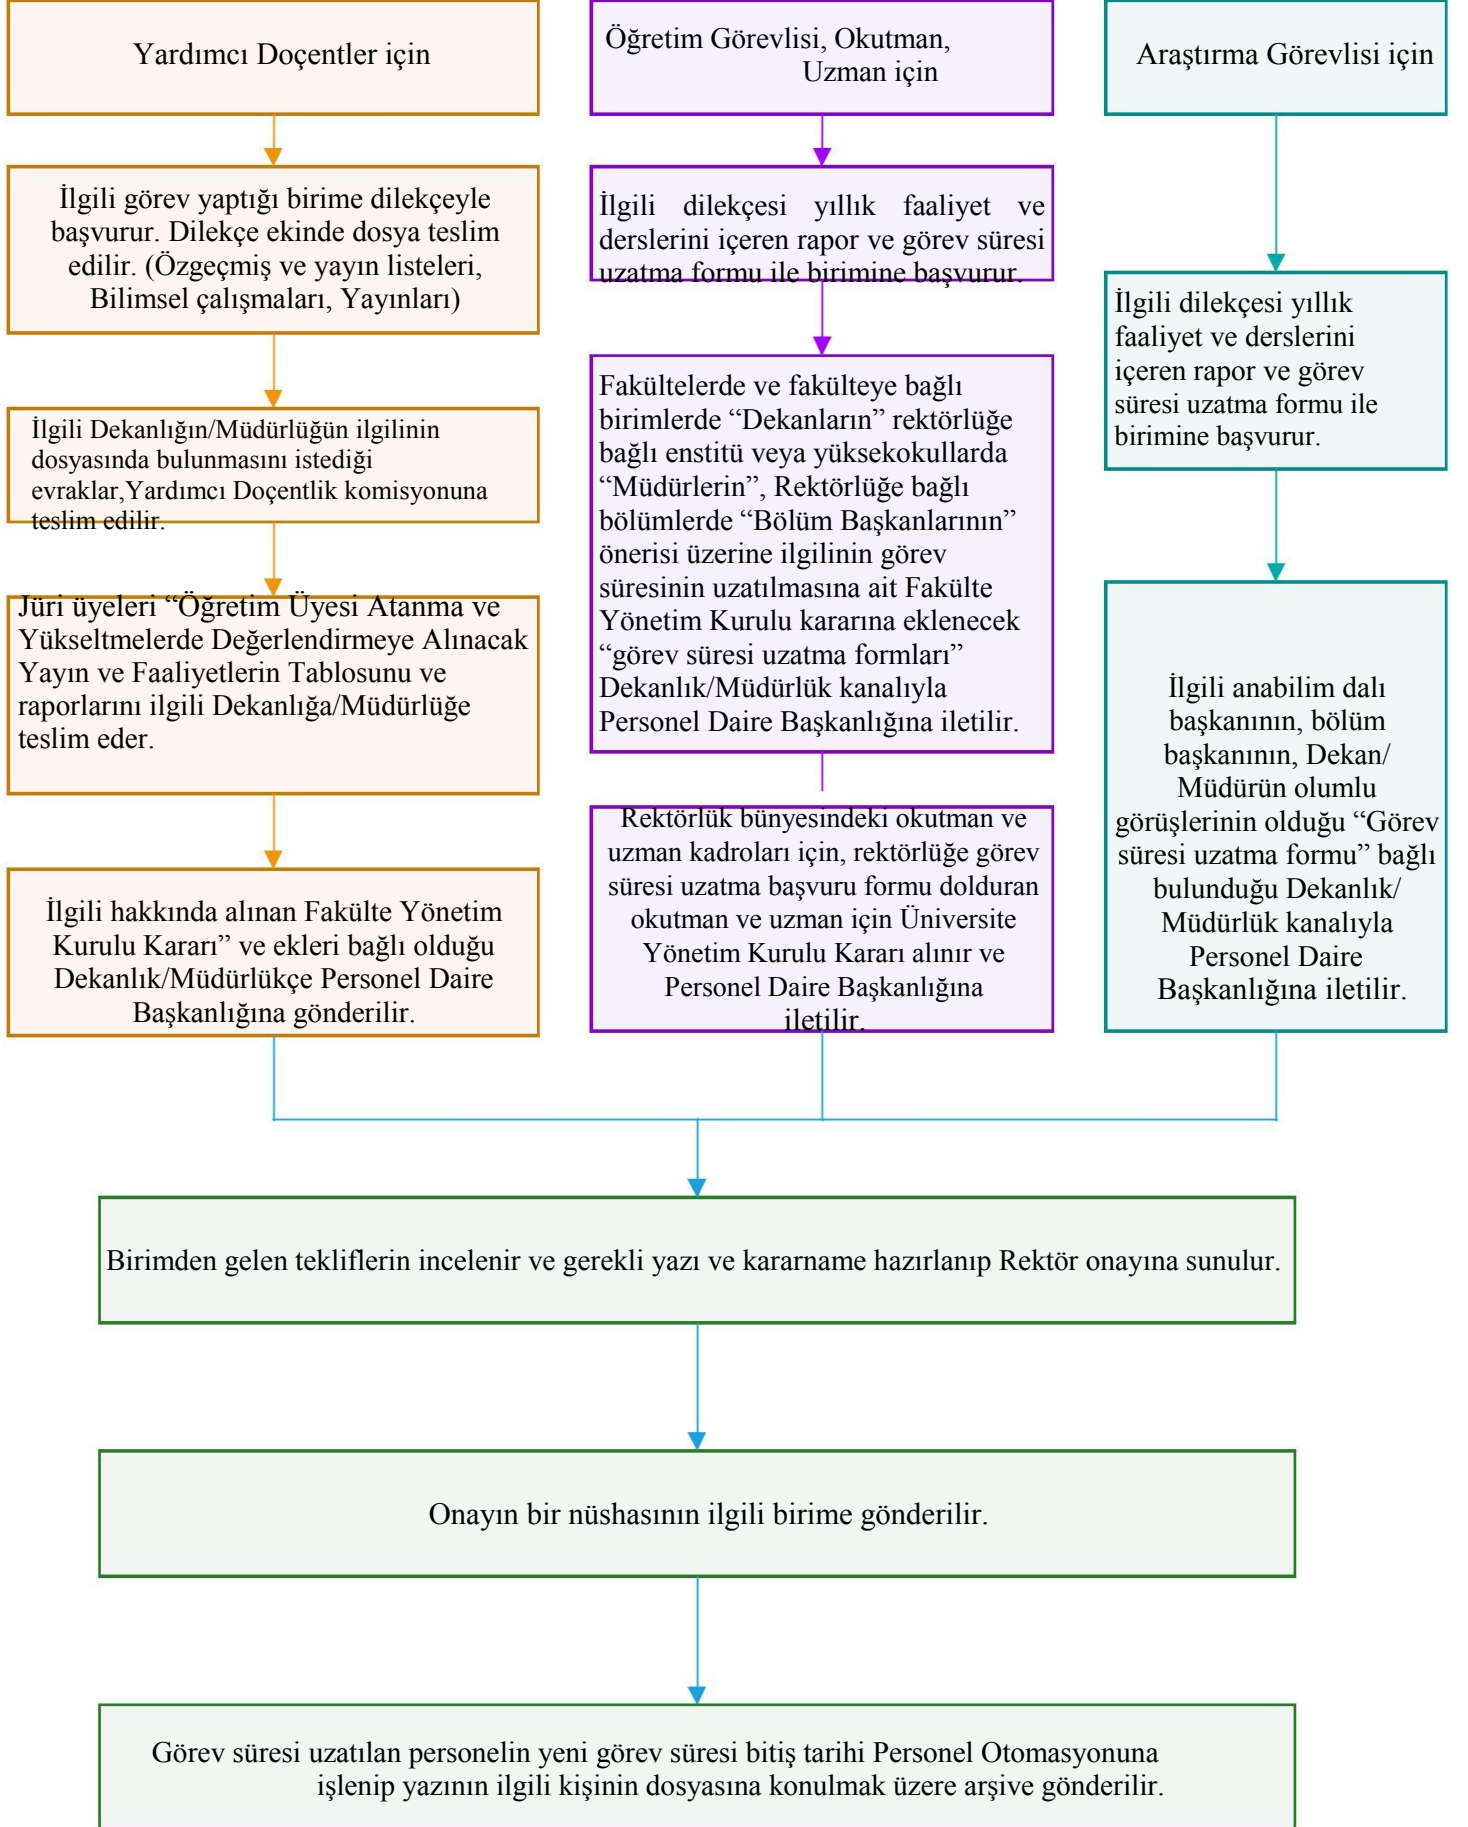 Yardımcı Doçentler için
İlgili görev yaptığı birime dilekçeyle
başvurur. Dilekçe ekinde dosya teslim
edilir. (Özgeçmiş ve yayın listeleri,
Bilimsel çalışmaları, Yayınları)
İlgili Dekanlığın/Müdürlüğün ilgilinin
dosyasında bulunmasını istediği
evraklar,Yardımcı Doçentlik komisyonuna
teslim edilir.
Jüri üyeleri “Öğretim Üyesi Atanma ve
Yükseltmelerde Değerlendirmeye Alınacak
Yayın ve Faaliyetlerin Tablosunu ve
raporlarını ilgili Dekanlığa/Müdürlüğe
teslim eder.
İlgili hakkında alınan Fakülte Yönetim
Kurulu Kararı” ve ekleri bağlı olduğu
Dekanlık/Müdürlükçe Personel Daire
Başkanlığına gönderilir.
Öğretim Görevlisi, Okutman,
Uzman için
İlgili dilekçesi yıllık faaliyet ve
derslerini içeren rapor ve görev süresi
uzatma formu ile birimine başvurur.
Fakültelerde ve fakülteye bağlı
birimlerde “Dekanların” rektörlüğe
bağlı enstitü veya yüksekokullarda
“Müdürlerin”, Rektörlüğe bağlı
bölümlerde “Bölüm Başkanlarının”
önerisi üzerine ilgilinin görev
süresinin uzatılmasına ait Fakülte
Yönetim Kurulu kararına eklenecek
“görev süresi uzatma formları”
Dekanlık/Müdürlük kanalıyla
Personel Daire Başkanlığına iletilir.
Rektörlük bünyesindeki okutman ve
uzman kadroları için, rektörlüğe görev
süresi uzatma başvuru formu dolduran
okutman ve uzman için Üniversite
Yönetim Kurulu Kararı alınır ve
Personel Daire Başkanlığına
iletilir.
Araştırma Görevlisi için
İlgili dilekçesi yıllık
faaliyet ve derslerini
içeren rapor ve görev
süresi uzatma formu ile
birimine başvurur.
İlgili anabilim dalı
başkanının, bölüm
başkanının, Dekan/
Müdürün olumlu
görüşlerinin olduğu “Görev
süresi uzatma formu” bağlı
bulunduğu Dekanlık/
Müdürlük kanalıyla
Personel Daire
Başkanlığına iletilir.
Birimden gelen tekliflerin incelenir ve gerekli yazı ve kararname hazırlanıp Rektör onayına sunulur.
Onayın bir nüshasının ilgili birime gönderilir.
Görev süresi uzatılan personelin yeni görev süresi bitiş tarihi Personel Otomasyonuna
işlenip yazının ilgili kişinin dosyasına konulmak üzere arşive gönderilir.